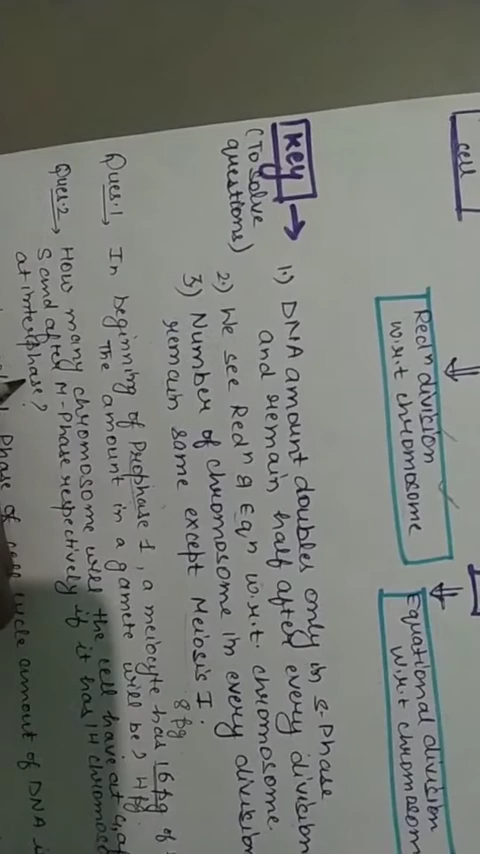 cell
Redⁿ division
w.r.t chromosome
Equational division
w.r.t chromosom
Key →
(To solve
questions)
1.) DNA amount doubles only in S-Phase
and remain half after every division
2.) We see Redⁿ & Eqn w.r.t. chromosome.
3) Number of chromosome in every division
remain same except Meiosis I.
8 pg
Ques.1 → In beginning of Prophase 1, a meiocyte has 16 pg of
The amount in a gamete will be? 4 pg
Ques.2 → How many chromosome will the cell have at G1, af
S and after M-Phase respectively if it has 14 chromoso
at interphase?
Phase of cell cycle amount of DNA i